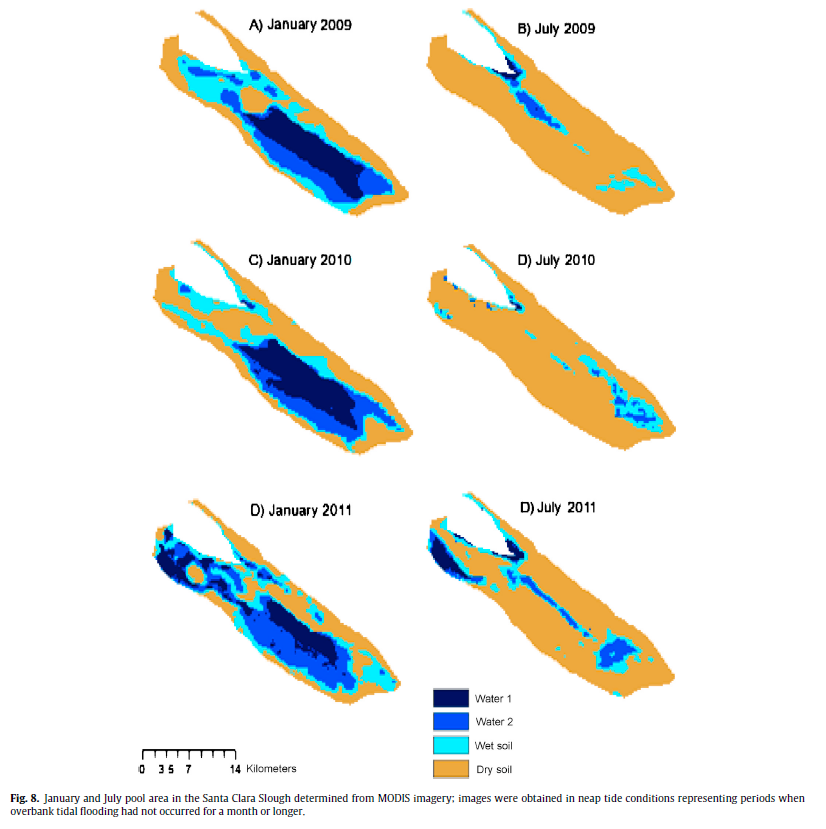 A) January 2009
B) July 2009
C) January 2010
D) July 2010
D) January 2011
D) July 2011
Water 1
Water 2
Wet soil
Dry soil
0 3 5 7 14 Kilometers
Fig. 8. January and July pool area in the Santa Clara Slough determined from MODIS imagery; images were obtained in neap tide conditions representing periods when
overbank tidal flooding had not occurred for a month or longer.